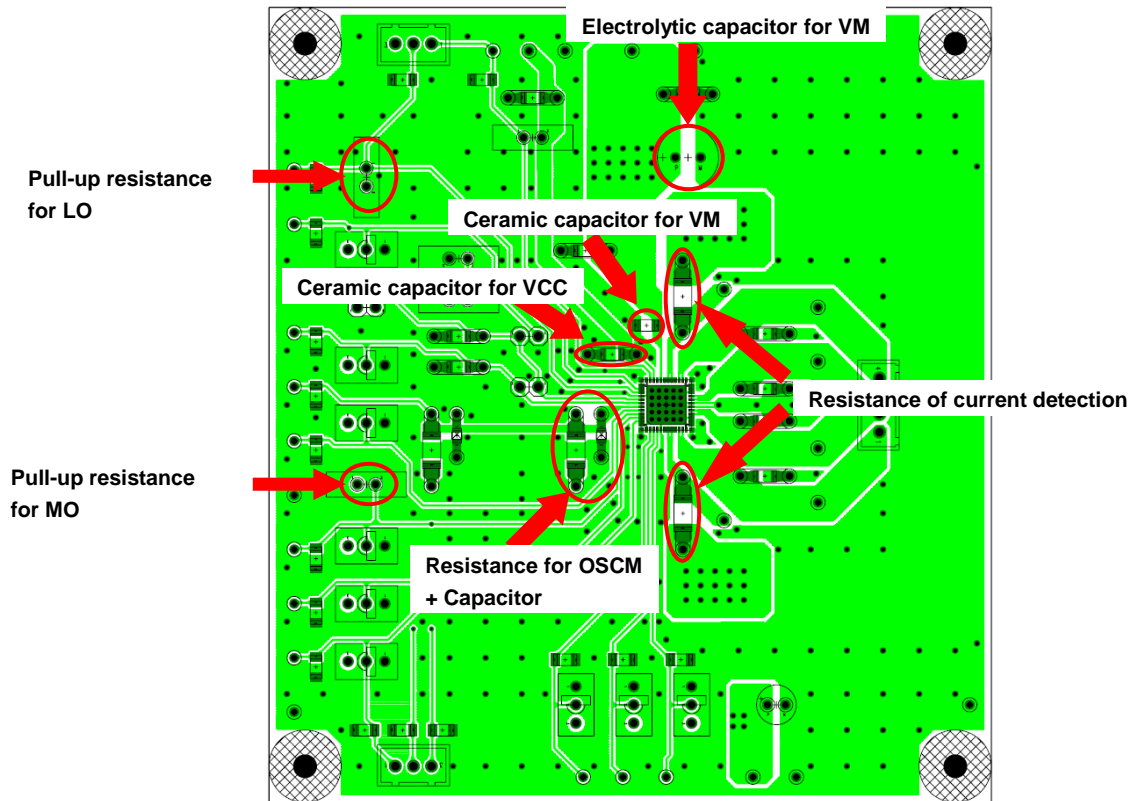 Electrolytic capacitor for VM
Pull-up resistance
for LO
Ceramic capacitor for VM
Ceramic capacitor for VCC
Resistance of current detection
Pull-up resistance
for MO
Resistance for OSCM
+ Capacitor